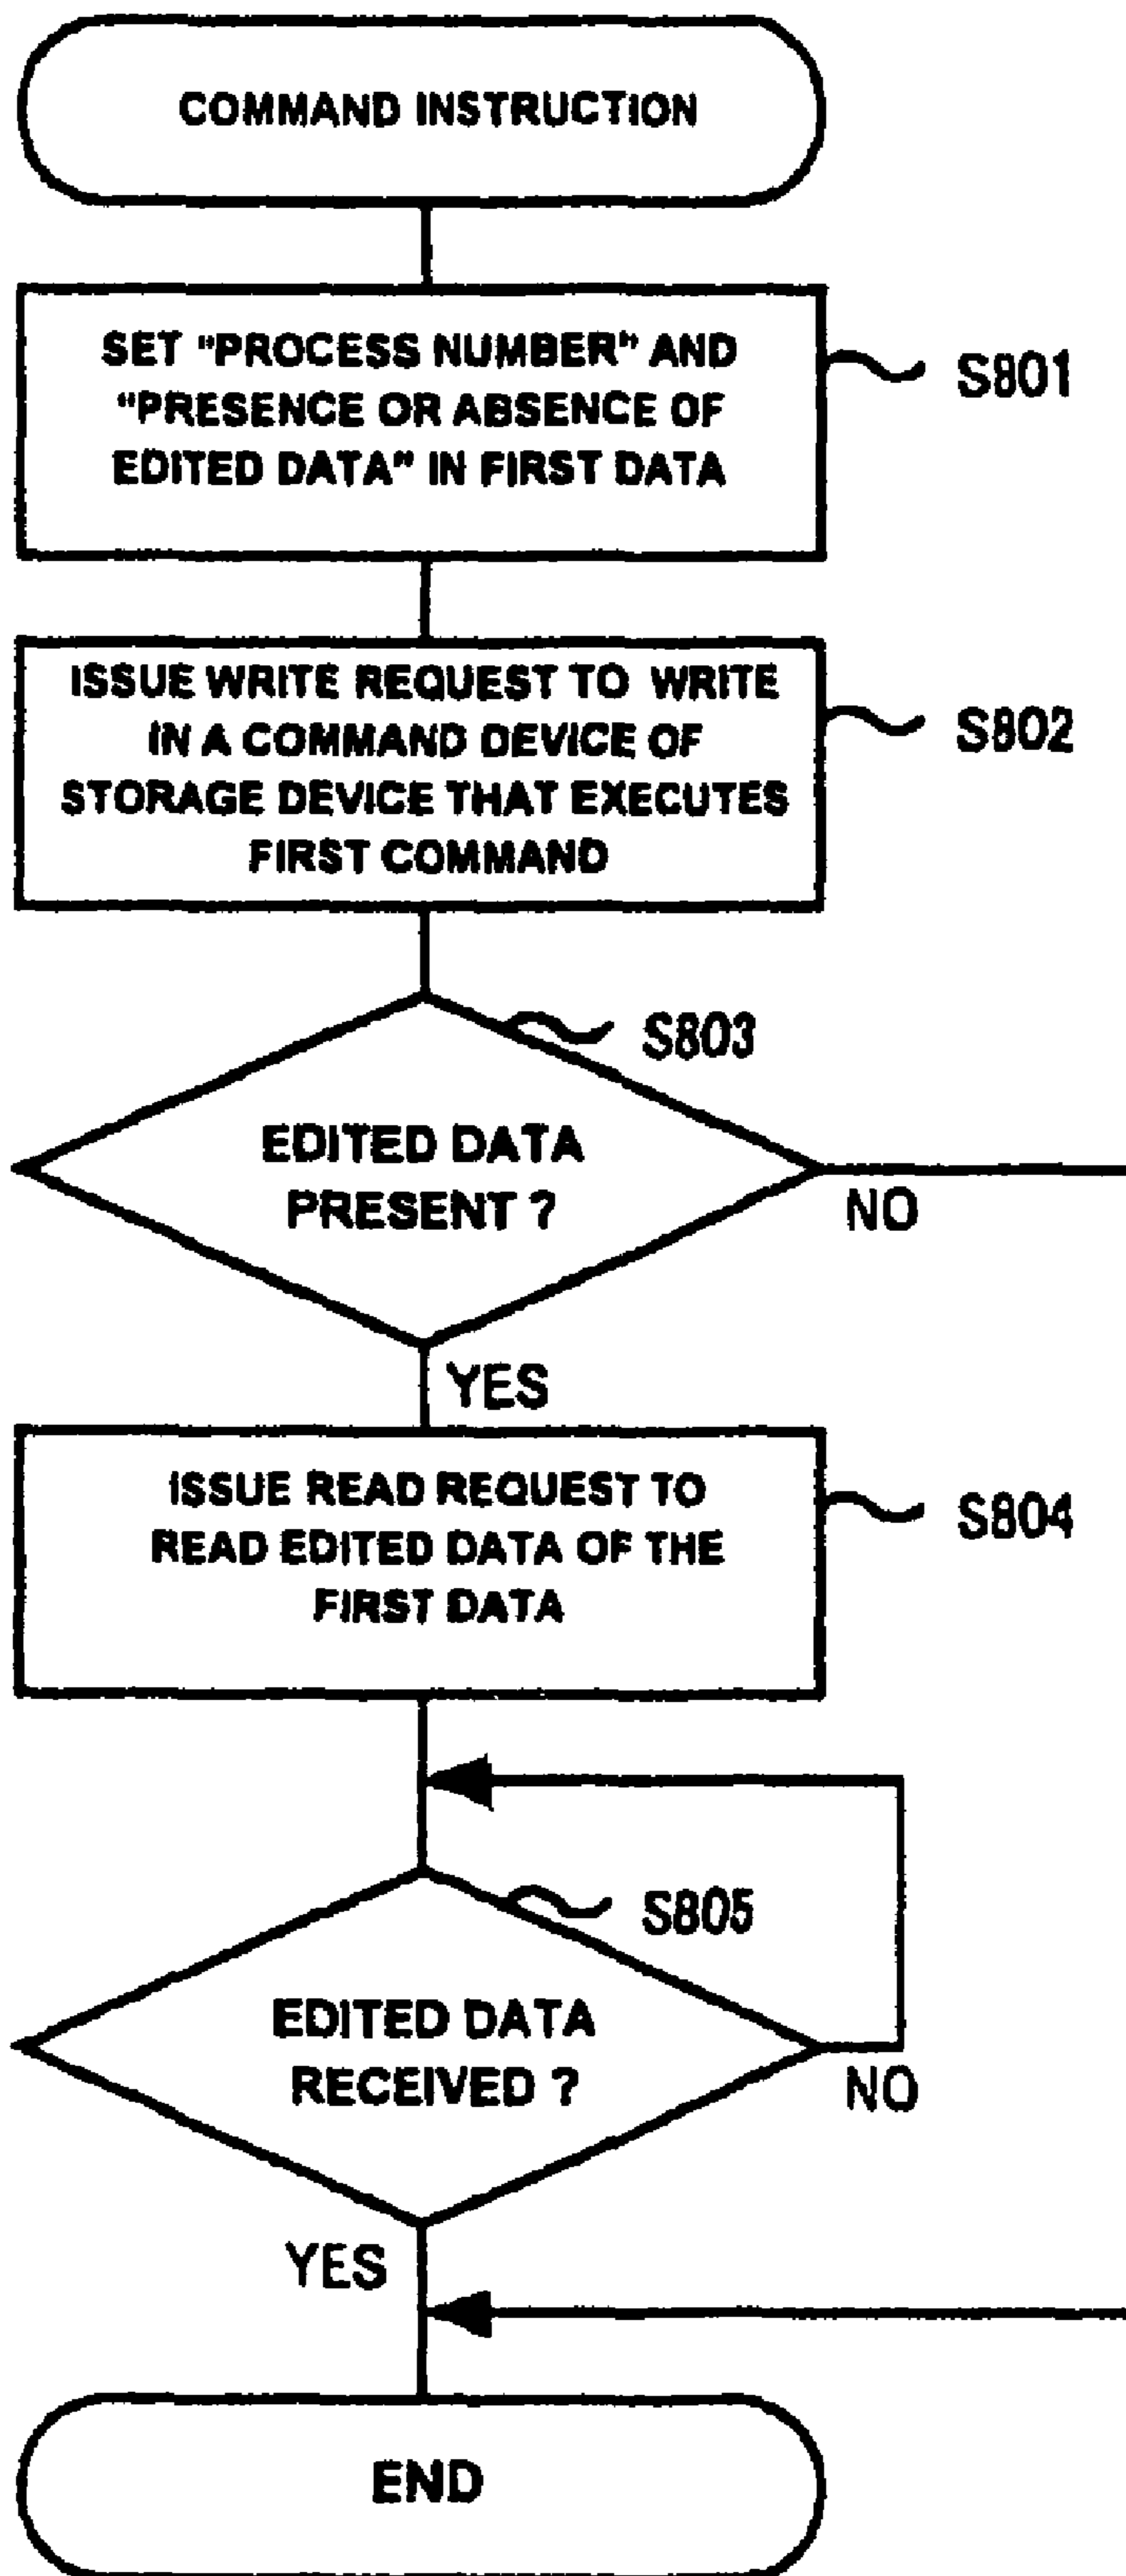 COMMAND INSTRUCTION
SET "PROCESS NUMBER" AND
"PRESENCE OR ABSENCE OF
EDITED DATA" IN FIRST DATA
S801
ISSUE WRITE REQUEST TO WRITE
IN A COMMAND DEVICE OF
STORAGE DEVICE THAT EXECUTES
FIRST COMMAND
S802
S803
EDITED DATA
PRESENT ?
NO
YES
ISSUE READ REQUEST TO
READ EDITED DATA OF THE
FIRST DATA
S804
S805
EDITED DATA
RECEIVED ?
NO
YES
END